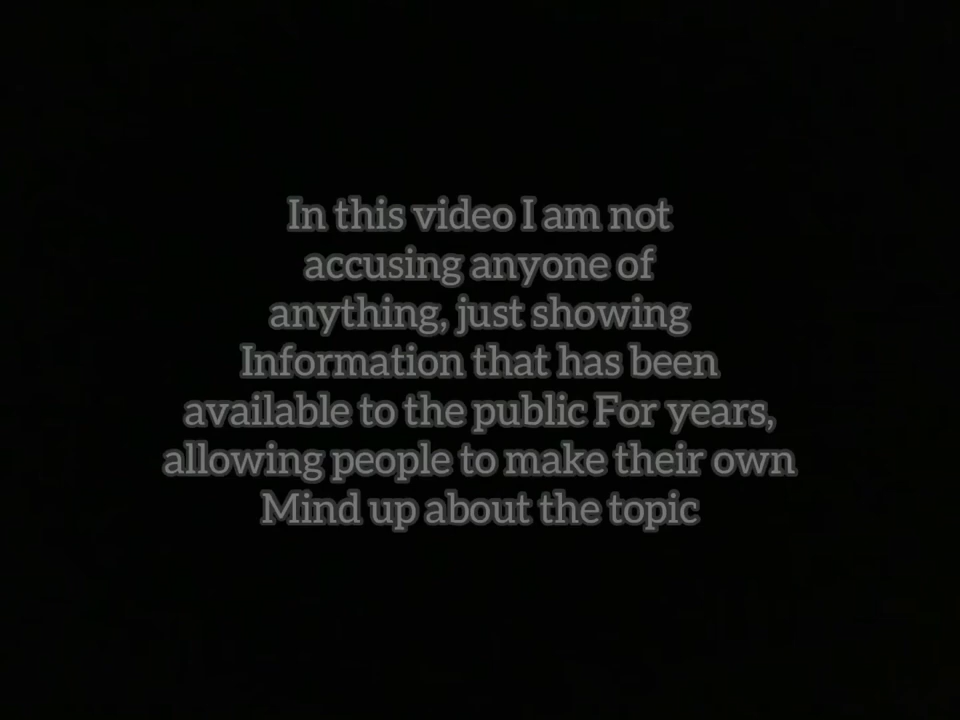 In this video I am not
accusing anyone of
anything, just showing
Information that has been
available to the public For years,
allowing people to make their own
Mind up about the topic